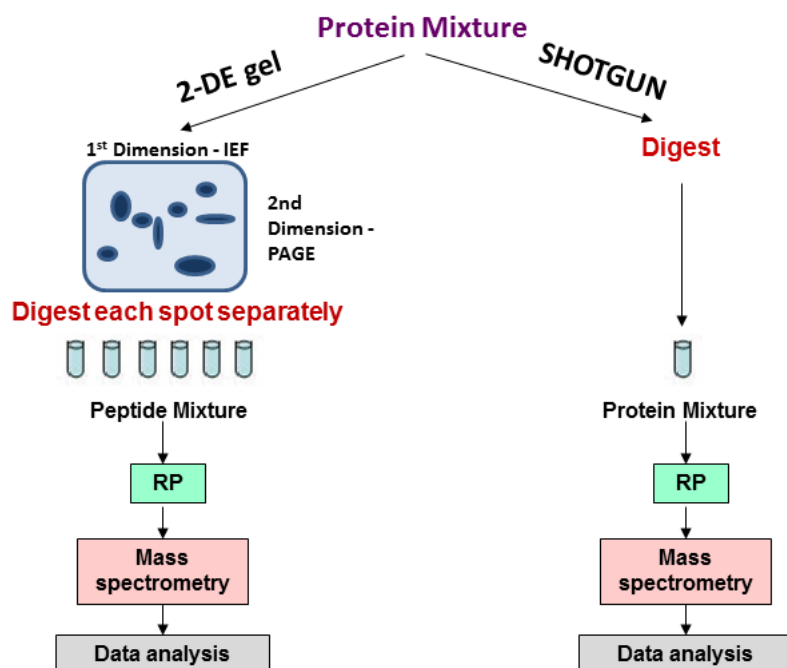 Protein Mixture
2-DE gel
SHOTGUN
1st Dimension - IEF
2nd
Dimension -
PAGE
Digest each spot separately
Peptide Mixture
RP
Mass
spectrometry
Data analysis
Digest
Protein Mixture
RP
Mass
spectrometry
Data analysis